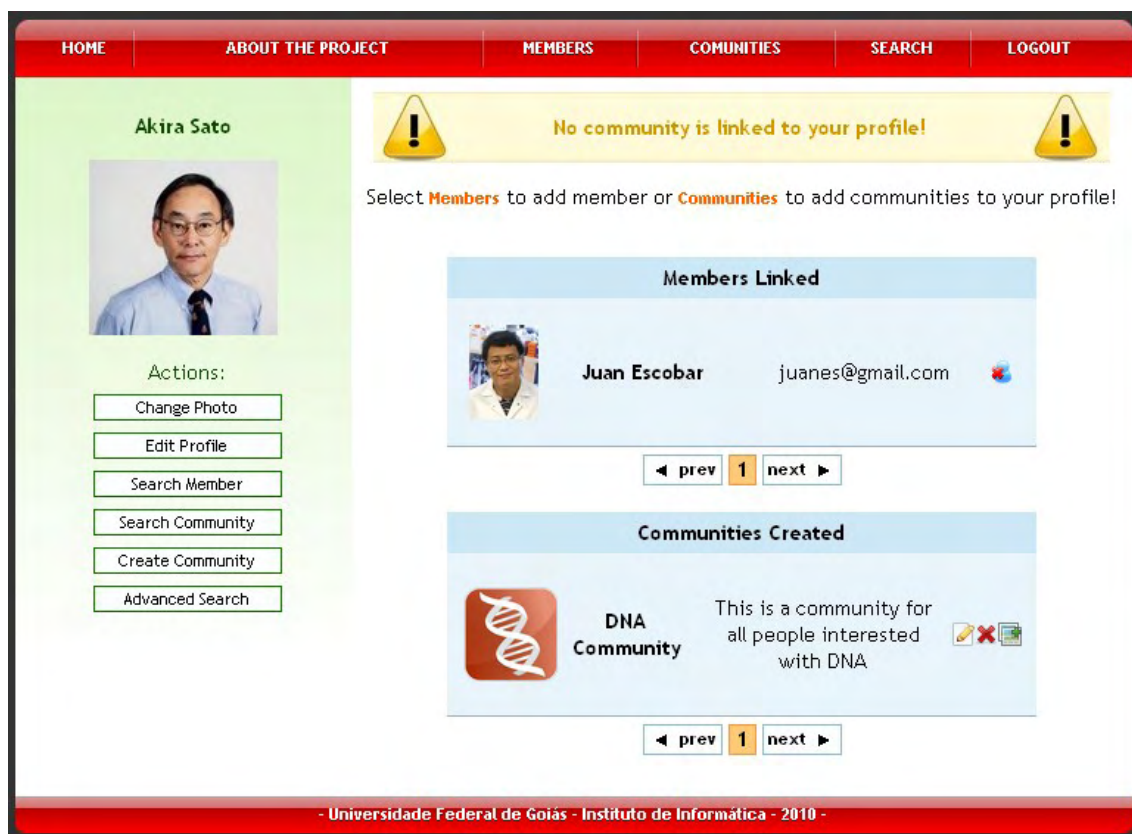 HOME ABOUT THE PROJECT MEMBERS COMUNITIES SEARCH LOGOUT
Akira Sato
No community is linked to your profile!
Select Members to add member or Communities to add communities to your profile!
Actions:
Change Photo
Edit Profile
Search Member
Search Community
Create Community
Advanced Search
Members Linked
Juan Escobar juanes@gmail.com
◄ prev 1 next ►
Communities Created
DNA
Community
This is a community for
all people interested
with DNA
◄ prev 1 next ►
- Universidade Federal de Goiás - Instituto de Informática - 2010 -